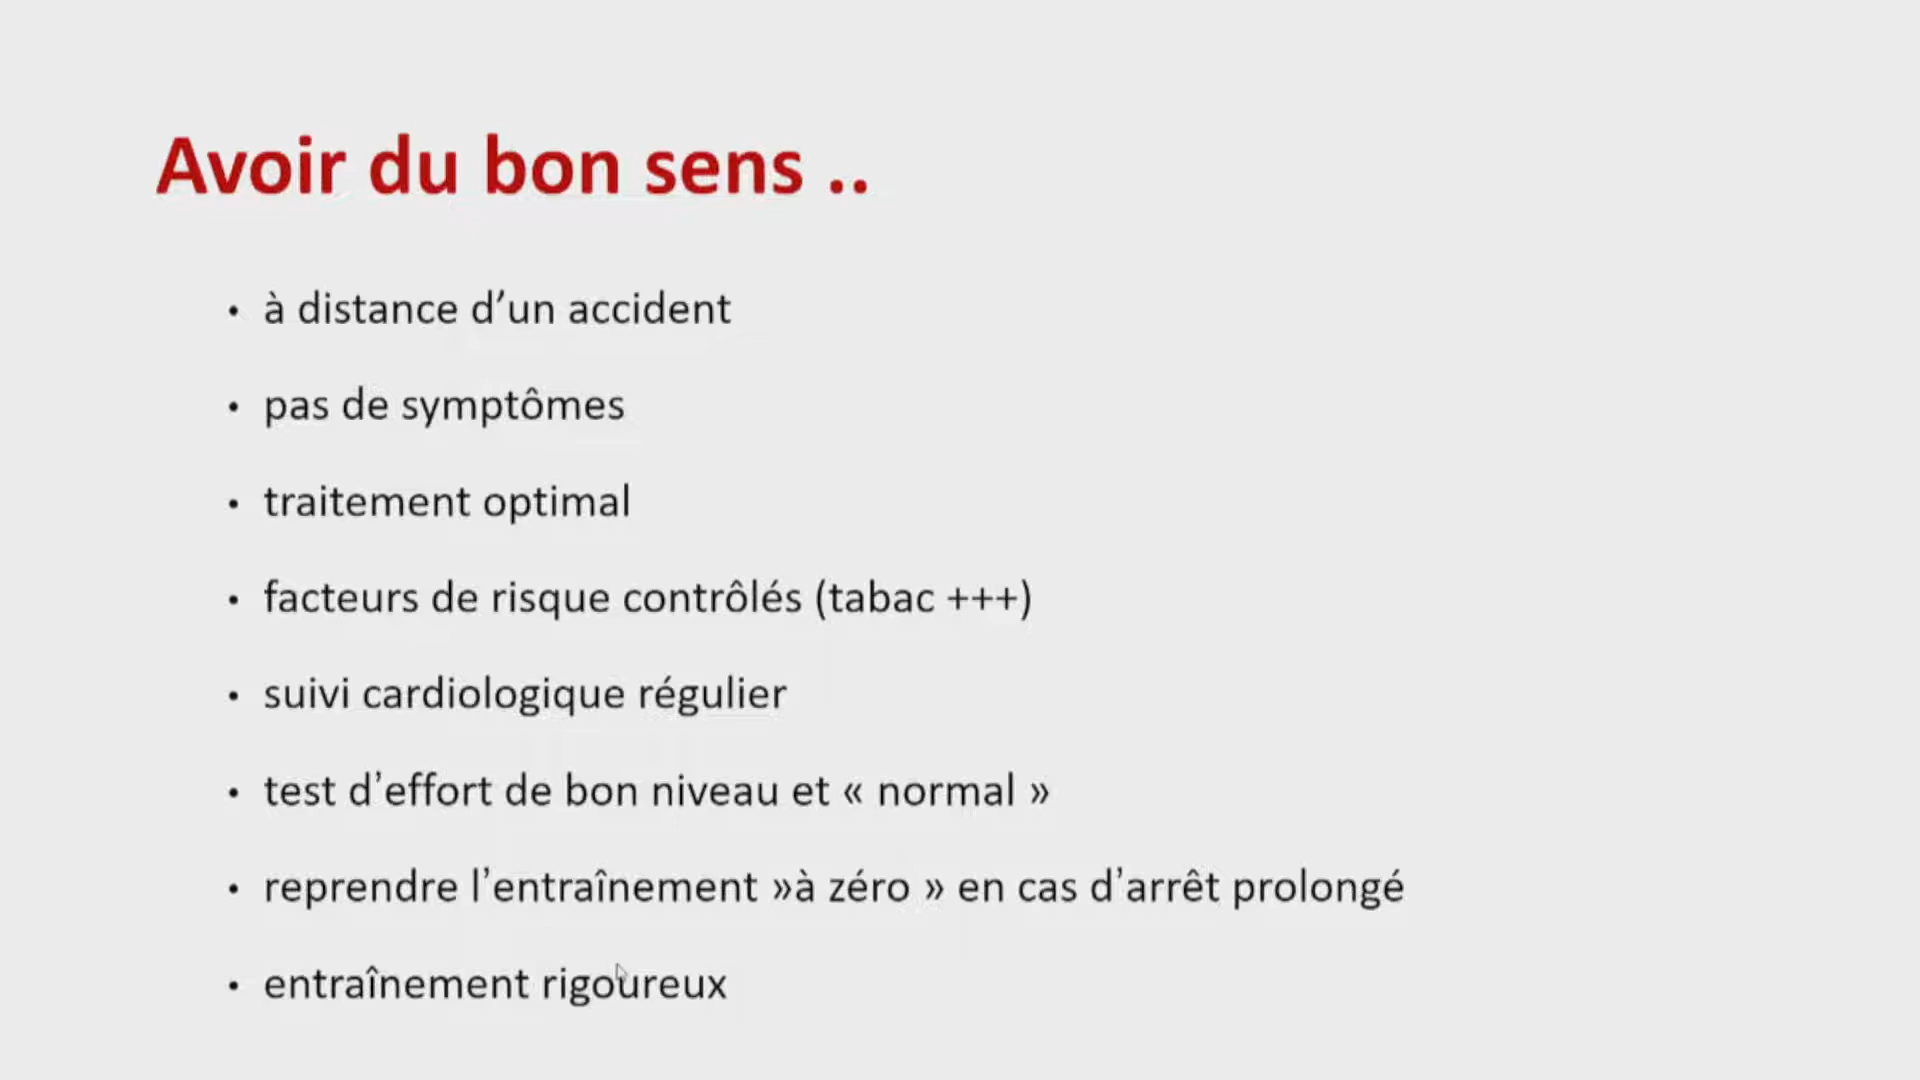 Avoir du bon sens ..
• à distance d’un accident
• pas de symptômes
• traitement optimal
• facteurs de risque contrôlés (tabac +++)
• suivi cardiologique régulier
• test d’effort de bon niveau et « normal »
• reprendre l’entraînement »à zéro » en cas d’arrêt prolongé
• entraînement rigoureux